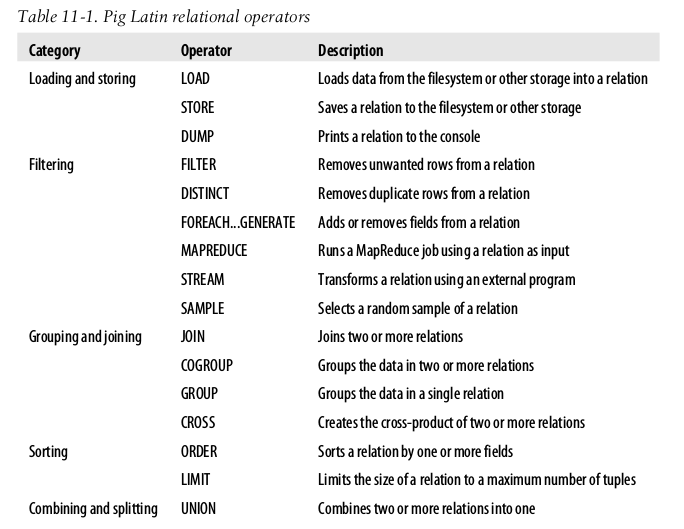 Table 11-1. Pig Latin relational operators
Category Operator Description
Loading and storing LOAD Loads data from the filesystem or other storage into a relation
STORE Saves a relation to the filesystem or other storage
DUMP Prints a relation to the console
Filtering FILTER Removes unwanted rows from a relation
DISTINCT Removes duplicate rows from a relation
FOREACH...GENERATE Adds or removes fields from a relation
MAPREDUCE Runs a MapReduce job using a relation as input
STREAM Transforms a relation using an external program
SAMPLE Selects a random sample of a relation
Grouping and joining JOIN Joins two or more relations
COGROUP Groups the data in two or more relations
GROUP Groups the data in a single relation
CROSS Creates the cross-product of two or more relations
Sorting ORDER Sorts a relation by one or more fields
LIMIT Limits the size of a relation to a maximum number of tuples
Combining and splitting UNION Combines two or more relations into one